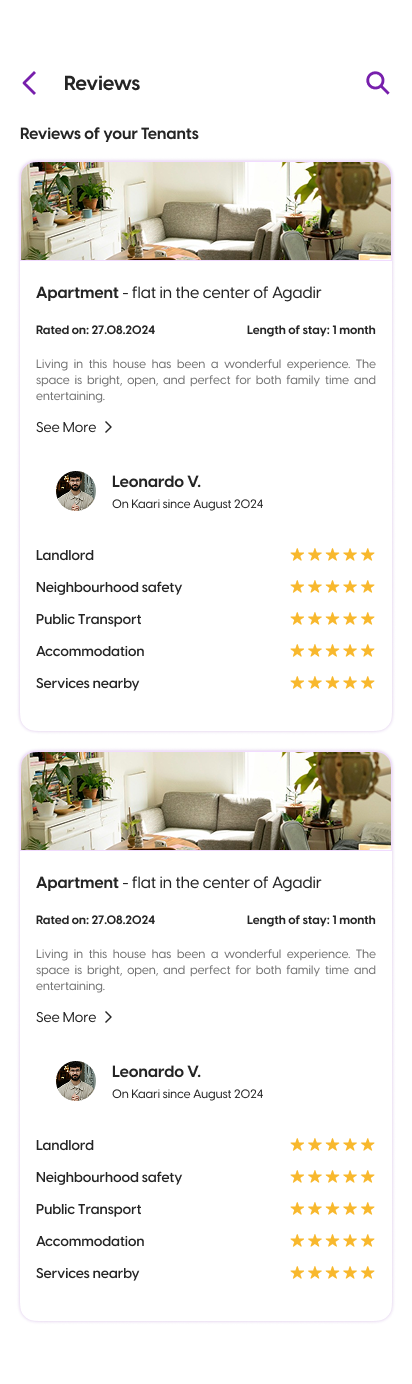 Reviews
Reviews of your Tenants
Apartment - flat in the center of Agadir
Rated on: 27.08.2024 Length of stay: 1 month
Living in this house has been a wonderful experience. The
space is bright, open, and perfect for both family time and
entertaining.
See More
Leonardo V.
On Kaari since August 2024
Landlord
Neighbourhood safety
Public Transport
Accommodation
Services nearby
Apartment - flat in the center of Agadir
Rated on: 27.08.2024 Length of stay: 1 month
Living in this house has been a wonderful experience. The
space is bright, open, and perfect for both family time and
entertaining.
See More
Leonardo V.
On Kaari since August 2024
Landlord
Neighbourhood safety
Public Transport
Accommodation
Services nearby